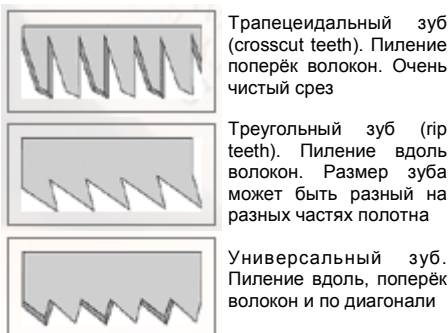 Трапецеидальный зуб
(crosscut teeth). Пиление
поперёк волокон. Очень
чистый срез
Треугольный зуб (rip
teeth). Пиление вдоль
волокон. Размер зуба
может быть разный на
разных частях полотна
Универсальный зуб.
Пиление вдоль, поперёк
волокон и по диагонали